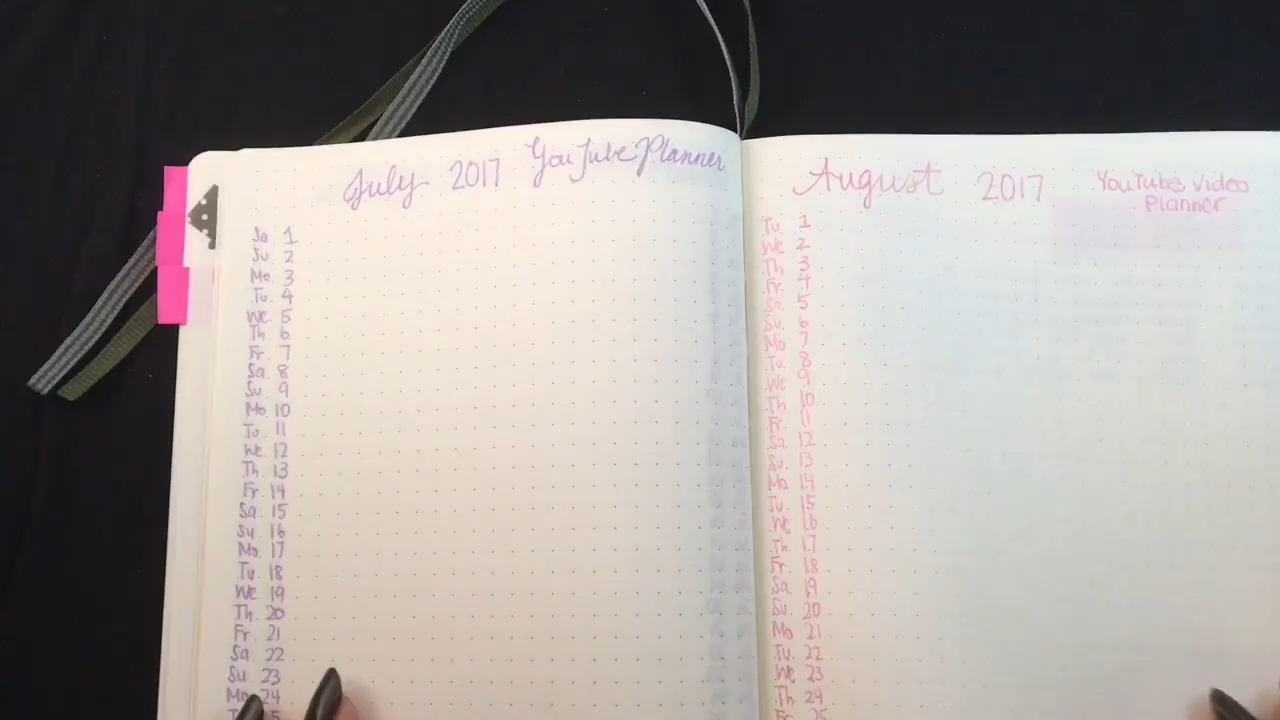 July 2017 YouTube Planner
Sa 1
Su 2
Mo 3
Tu 4
We 5
Th 6
Fr 7
Sa 8
Su 9
Mo 10
Tu 11
We 12
Th 13
Fr 14
Sa 15
Su 16
Mo 17
Tu 18
We 19
Th 20
Fr 21
Sa 22
Su 23
Mo 24
August 2017 YouTube Video
Planner
Tu 1
We 2
Th 3
Fr 4
Sa 5
Su 6
Mo 7
Tu 8
We 9
Th 10
Fr 11
Sa 12
Su 13
Mo 14
Tu 15
We 16
Th 17
Fr 18
Sa 19
Su 20
Mo 21
Tu 22
We 23
Th 24
Fr 25